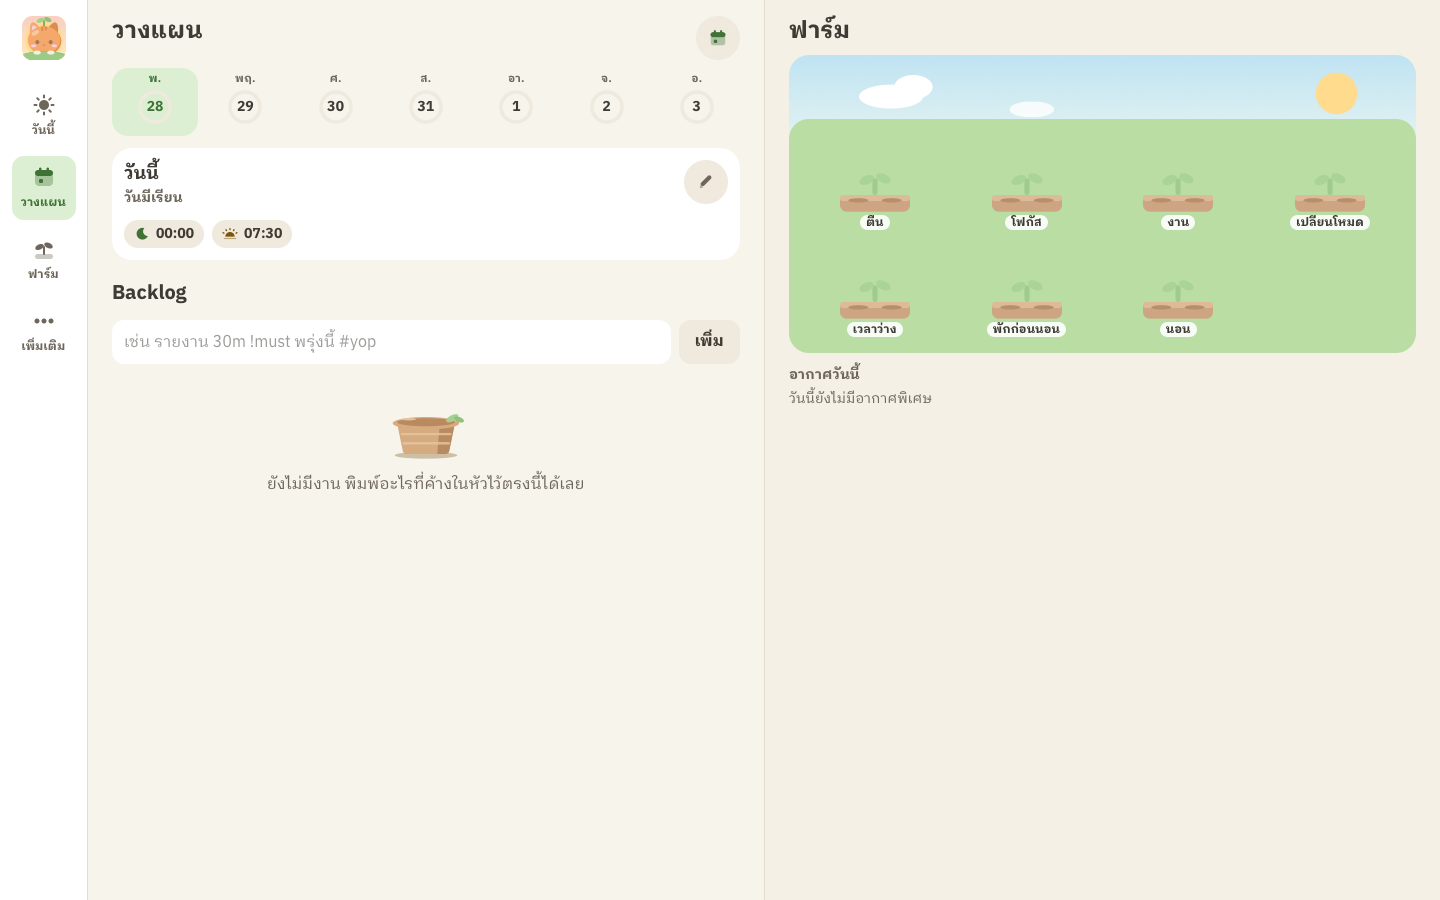 วันนี้
วางแผน
ฟาร์ม
เพิ่มเติม
วางแผน
พ. พฤ. ศ. ส. อา. จ. อ.
28 29 30 31 1 2 3
วันนี้
วันมีเรียน
00:00 07:30
Backlog
เช่น รายงาน 30m !must พรุ่งนี้ #yop
เพิ่ม
ยังไม่มีงาน พิมพ์อะไรที่ค้างในหัวไว้ตรงนี้ได้เลย
ฟาร์ม
ตื่น โฟกัส งาน เปลี่ยนโหมด
เวลาว่าง พักก่อนนอน นอน
อากาศวันนี้
วันนี้ยังไม่มีอากาศพิเศษ